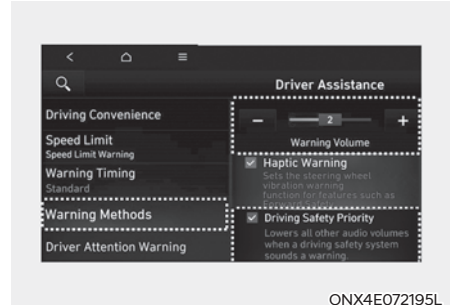 Driver Assistance
Driving Convenience
Speed Limit
Speed Limit Warning
Warning Timing
Standard
Warning Methods
Driver Attention Warning
− 2 +
Warning Volume
Haptic Warning
Sets the steering wheel
vibration warning
function for features such as
Driving Safety Priority
Lowers all other audio volumes
when a driving safety system
sounds a warning.
ONX4E072195L